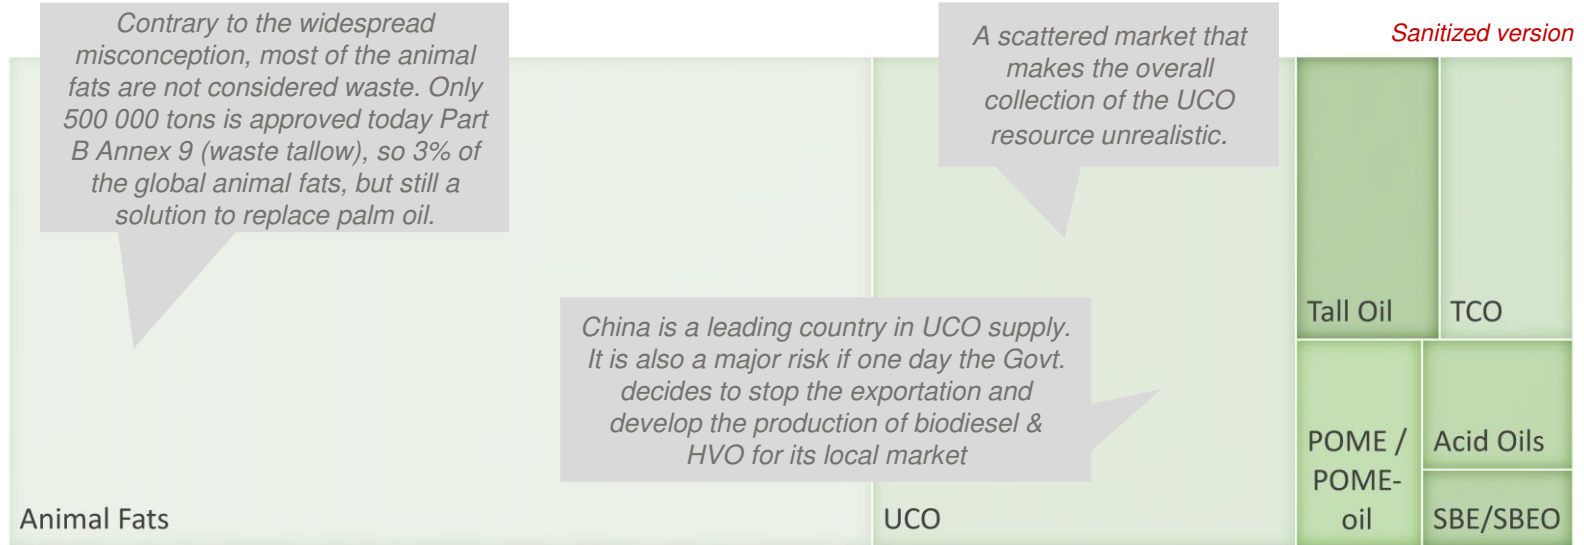 Contrary to the widespread
misconception, most of the animal
fats are not considered waste. Only
500 000 tons is approved today Part
B Annex 9 (waste tallow), so 3% of
the global animal fats, but still a
solution to replace palm oil.
A scattered market that
makes the overall
collection of the UCO
resource unrealistic.
Sanitized version
China is a leading country in UCO supply.
It is also a major risk if one day the Govt.
decides to stop the exportation and
develop the production of biodiesel &
HVO for its local market
Animal Fats
UCO
Tall Oil
TCO
POME /
POME-
oil
Acid Oils
SBE/SBEO